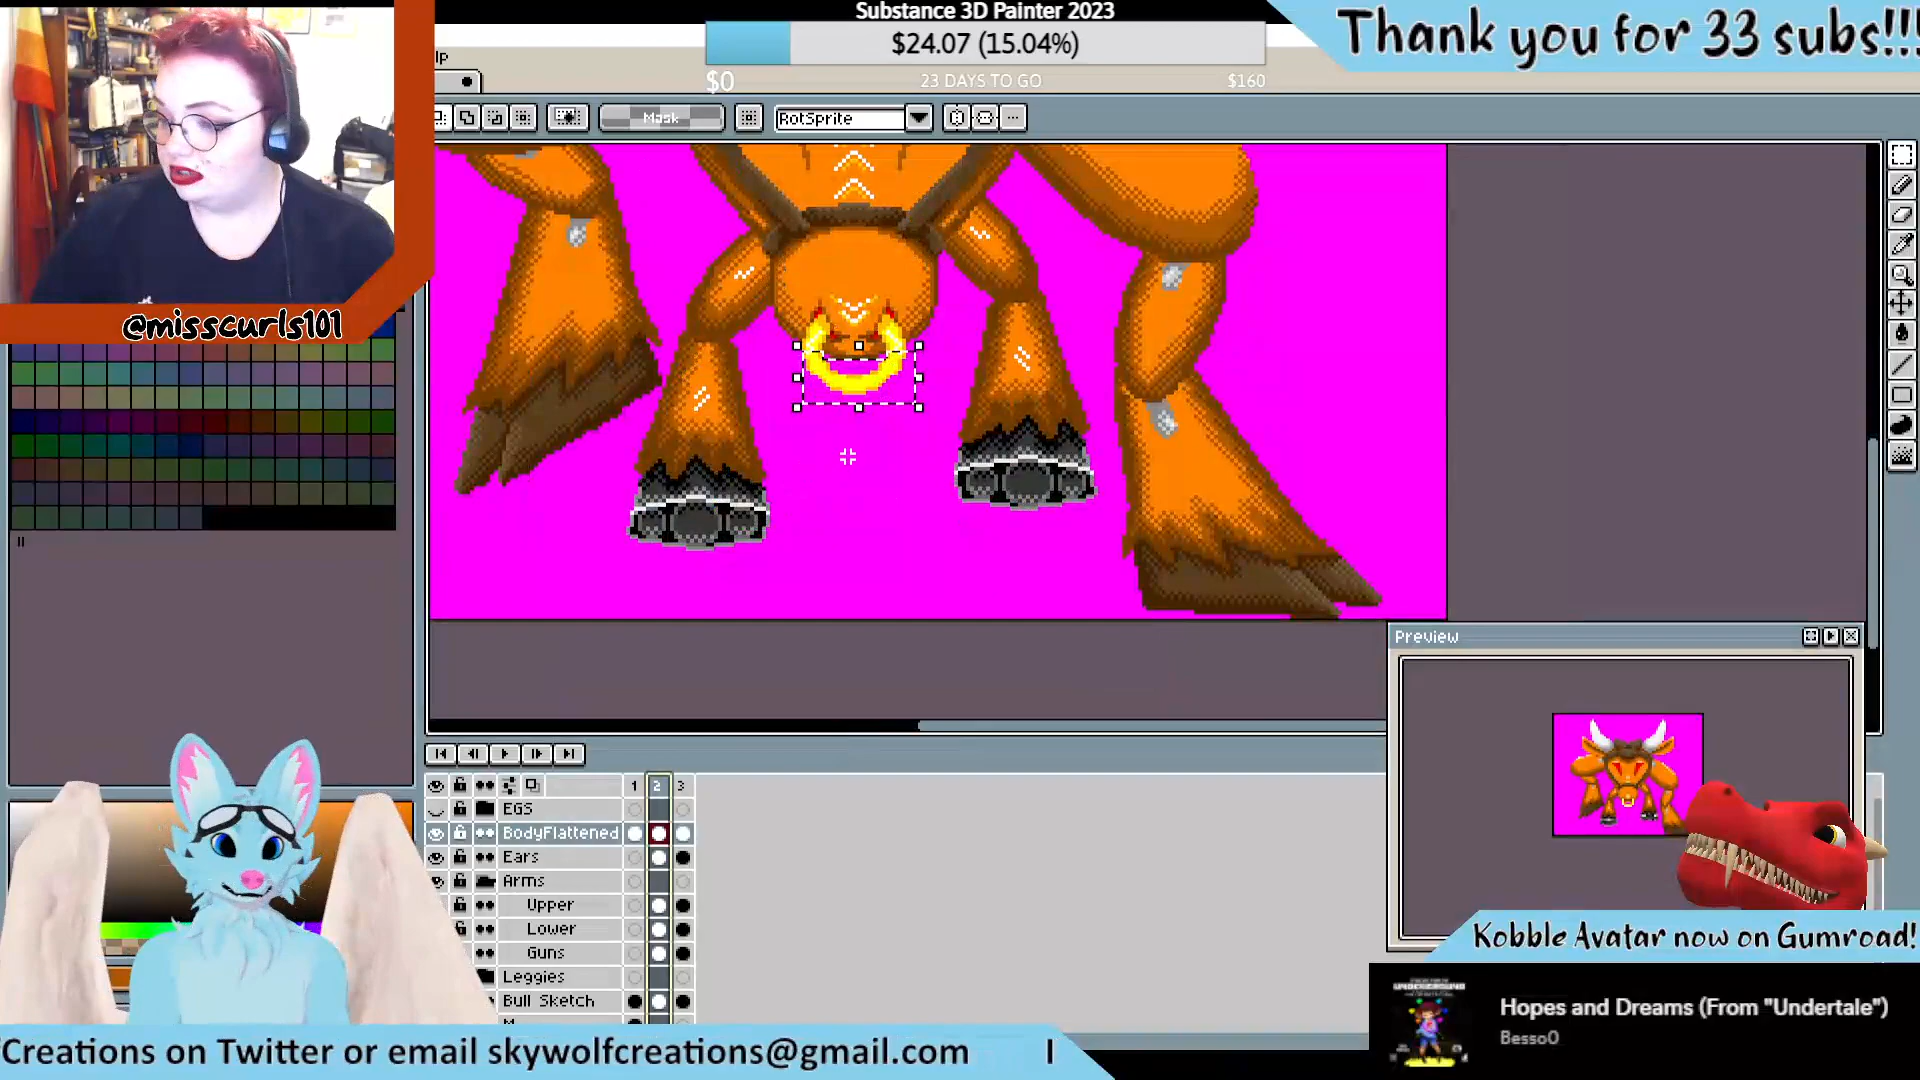 Substance 3D Painter 2023
$24.07 (15.04%)
$0
23 DAYS TO GO
$160
Thank you for 33 subs!!!
lp
Mask
RotSprite
@misscurls101
Preview
1
2
3
EGS
BodyFlattened
Ears
Arms
Upper
Lower
Guns
Leggies
Bull Sketch
Kobble Avatar now on Gumroad!
Hopes and Dreams (From "Undertale")
BessoO
Creations on Twitter or email skywolfcreations@gmail.com
I